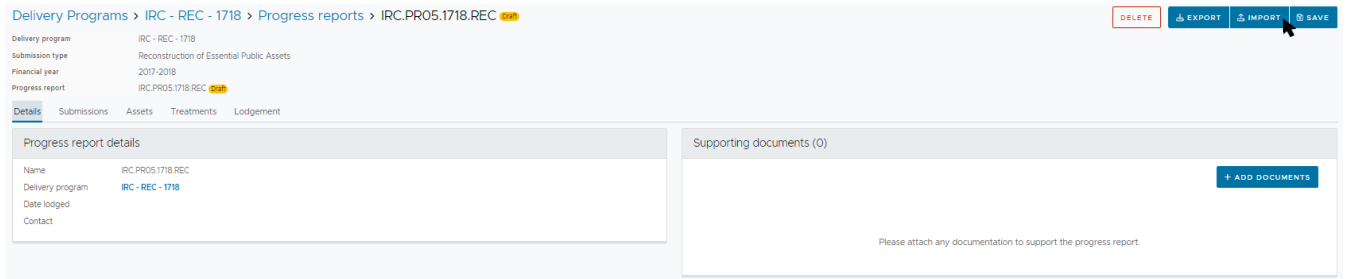 Delivery Programs > IRC - REC - 1718 > Progress reports > IRC.PR05.1718.REC Draft
DELETE EXPORT IMPORT SAVE
Delivery program IRC - REC - 1718
Submission type Reconstruction of Essential Public Assets
Financial year 2017-2018
Progress report IRC.PR05.1718.REC Draft
Details Submissions Assets Treatments Lodgement
Progress report details
Name IRC.PR05.1718.REC
Delivery program IRC - REC - 1718
Date lodged
Contact
Supporting documents (0)
+ ADD DOCUMENTS
Please attach any documentation to support the progress report.